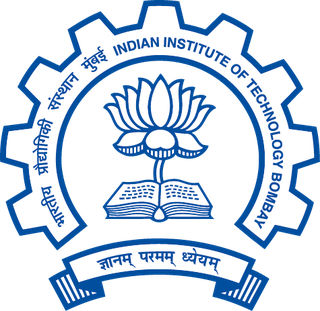 भारतीय प्रौद्योगिकी संस्थान मुंबई
INDIAN INSTITUTE OF TECHNOLOGY BOMBAY
ज्ञानम् परमम् ध्येयम्